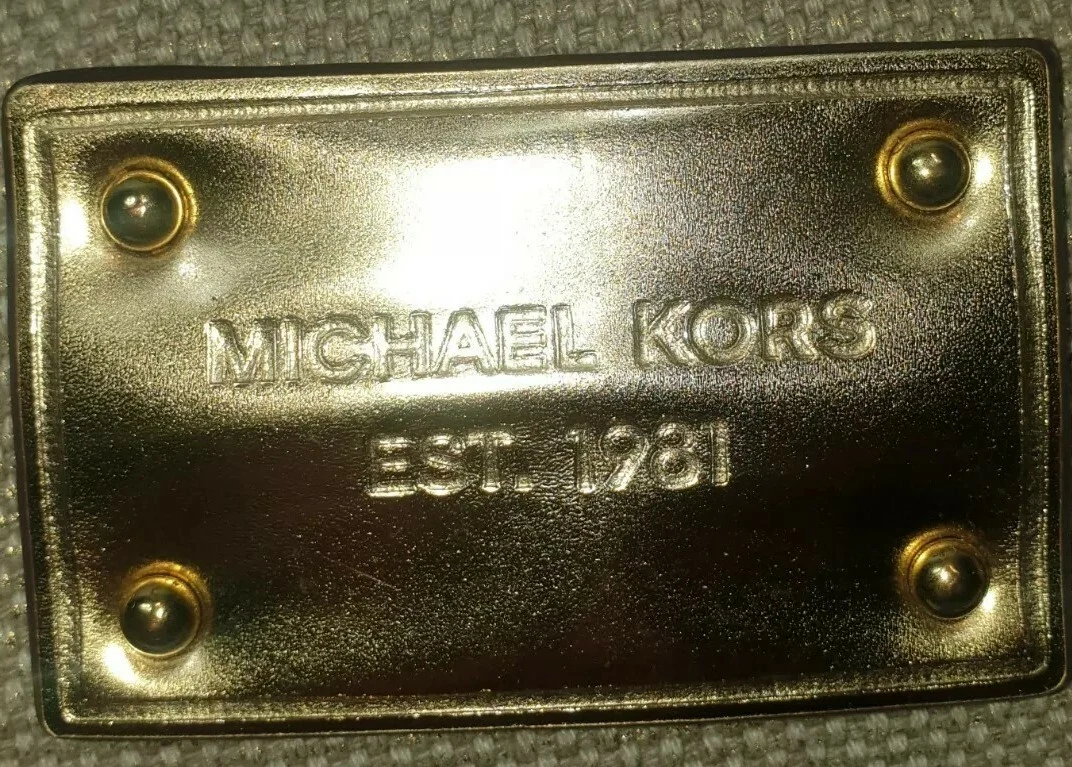 MICHAEL KORS
EST. 1981